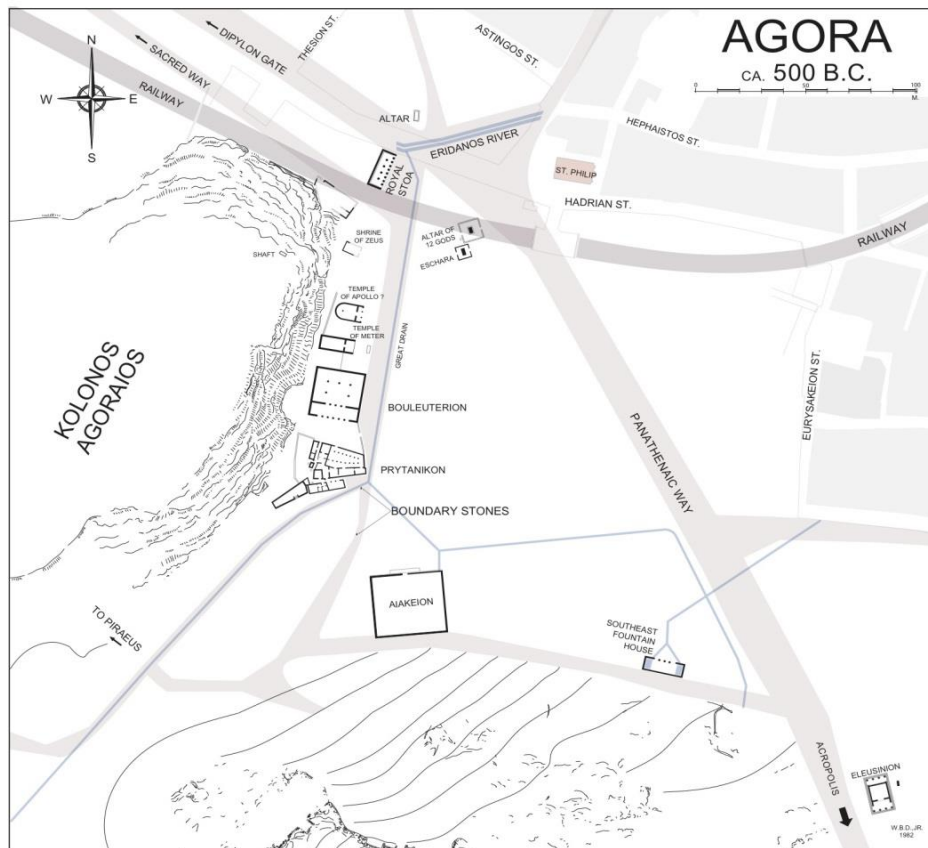 AGORA
CA. 500 B.C.
0 50 100
M.
N
W E
S
THESION ST.
DIPYLON GATE
SACRED WAY
RAILWAY
ASTINGOS ST.
ALTAR
ERIDANOS RIVER
HEPHAISTOS ST.
ROYAL
STOA
ST. PHILIP
HADRIAN ST.
RAILWAY
SHRINE
OF ZEUS
SHAFT
ALTAR OF
12 GODS
ESCHARA
TEMPLE
OF APOLLO ?
TEMPLE
OF METER
GREAT DRAIN
KOLONOS
AGORAIOS
BOULEUTERION
PANATHENAIC WAY
EURYSAKEION ST.
PRYTANIKON
BOUNDARY STONES
AIAKEION
TO PIRAEUS
SOUTHEAST
FOUNTAIN
HOUSE
ACROPOLIS
ELEUSINION
W.B.D., JR.
1982